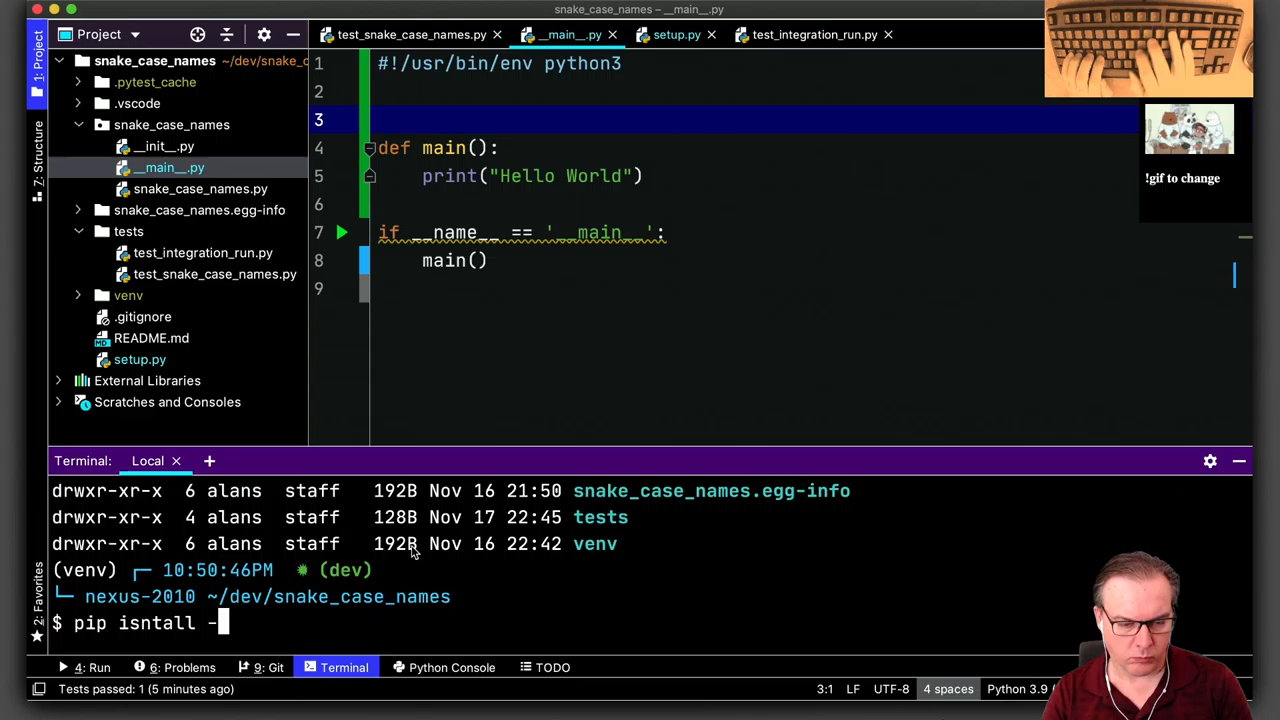 snake_case_names – __main__.py
Project
test_snake_case_names.py
__main__.py
setup.py
test_integration_run.py
1: Project
7: Structure
2: Favorites
snake_case_names ~/dev/snake_c
.pytest_cache
.vscode
snake_case_names
__init__.py
__main__.py
snake_case_names.py
snake_case_names.egg-info
tests
test_integration_run.py
test_snake_case_names.py
venv
.gitignore
README.md
setup.py
External Libraries
Scratches and Consoles
1 #!/usr/bin/env python3
2
3
4 def main():
5 print("Hello World")
6
7 if __name__ == '__main__':
8 main()
9
!gif to change
Terminal: Local
drwxr-xr-x 6 alans staff 192B Nov 16 21:50 snake_case_names.egg-info
drwxr-xr-x 4 alans staff 128B Nov 17 22:45 tests
drwxr-xr-x 6 alans staff 192B Nov 16 22:42 venv
(venv) ┌─ 10:50:46PM ✹ (dev)
└─ nexus-2010 ~/dev/snake_case_names
$ pip isntall -
4: Run
6: Problems
9: Git
Terminal
Python Console
TODO
Tests passed: 1 (5 minutes ago)
3:1 LF UTF-8 4 spaces Python 3.9